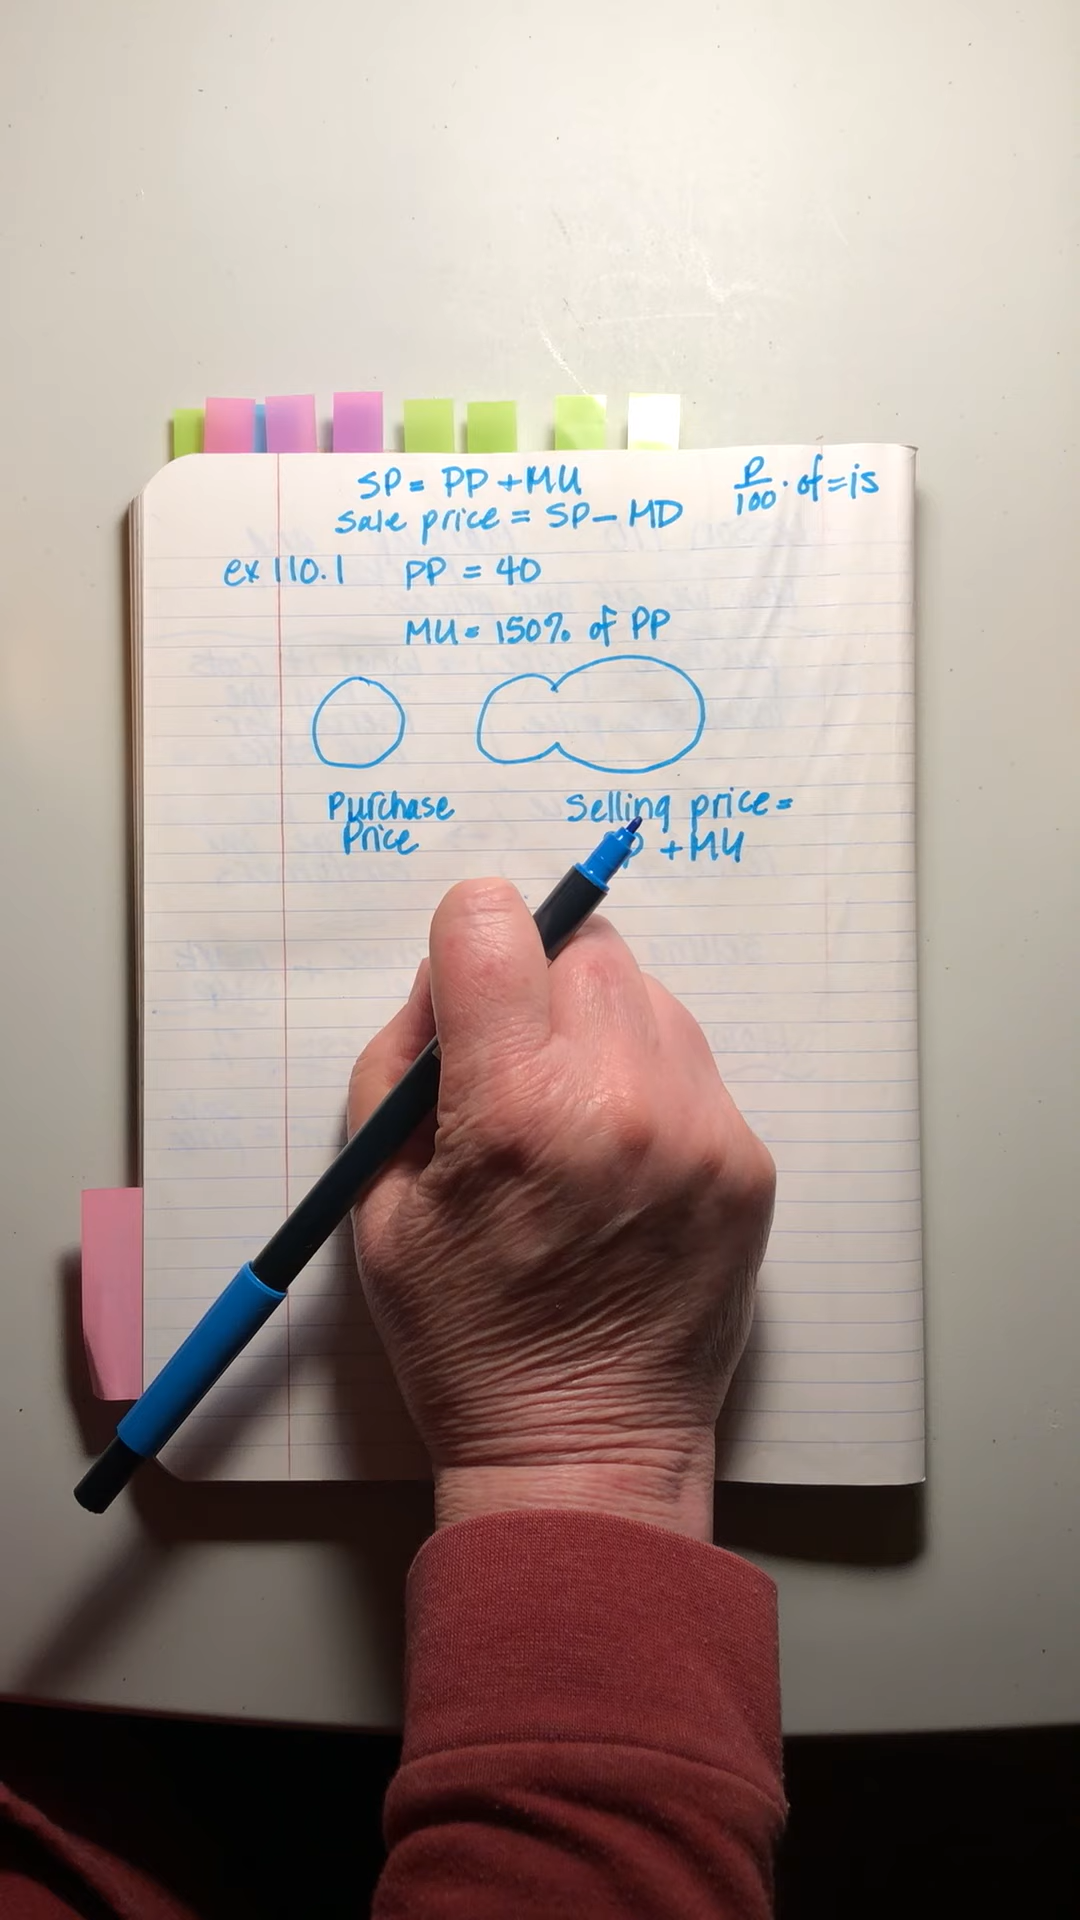 SP = PP + MU
P/100 · of = is
Sale price = SP - MD
ex 110.1 PP = 40
MU = 150% of PP
Purchase Price
Selling price =
+ MU